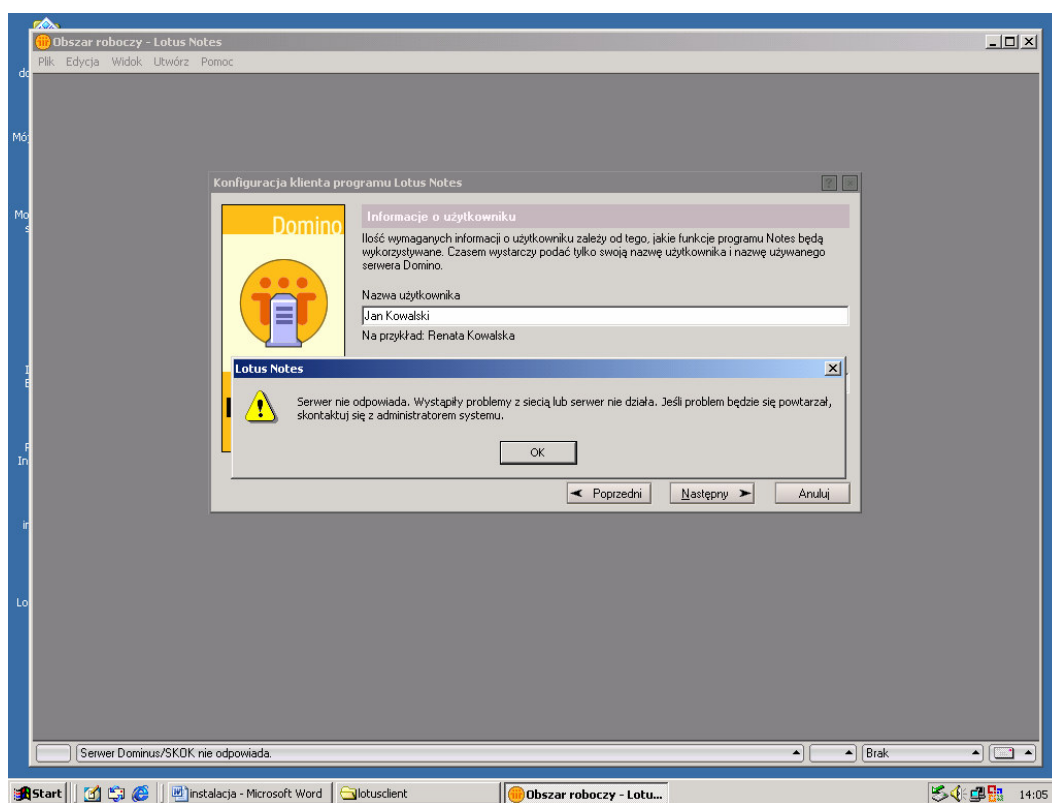 Obszar roboczy - Lotus Notes
Plik Edycja Widok Utwórz Pomoc
Konfiguracja klienta programu Lotus Notes
Domino
Informacje o użytkowniku
Ilość wymaganych informacji o użytkowniku zależy od tego, jakie funkcje programu Notes będą
wykorzystywane. Czasem wystarczy podać tylko swoją nazwę użytkownika i nazwę używanego
serwera Domino.
Nazwa użytkownika
Jan Kowalski
Na przykład: Renata Kowalska
Lotus Notes
Serwer nie odpowiada. Wystąpiły problemy z siecią lub serwer nie działa. Jeśli problem będzie się powtarzał,
skontaktuj się z administratorem systemu.
OK
Poprzedni Następny Anuluj
Serwer Dominus/SKOK nie odpowiada. Brak
Start instalacja - Microsoft Word lotusclient Obszar roboczy - Lotu... 14:05